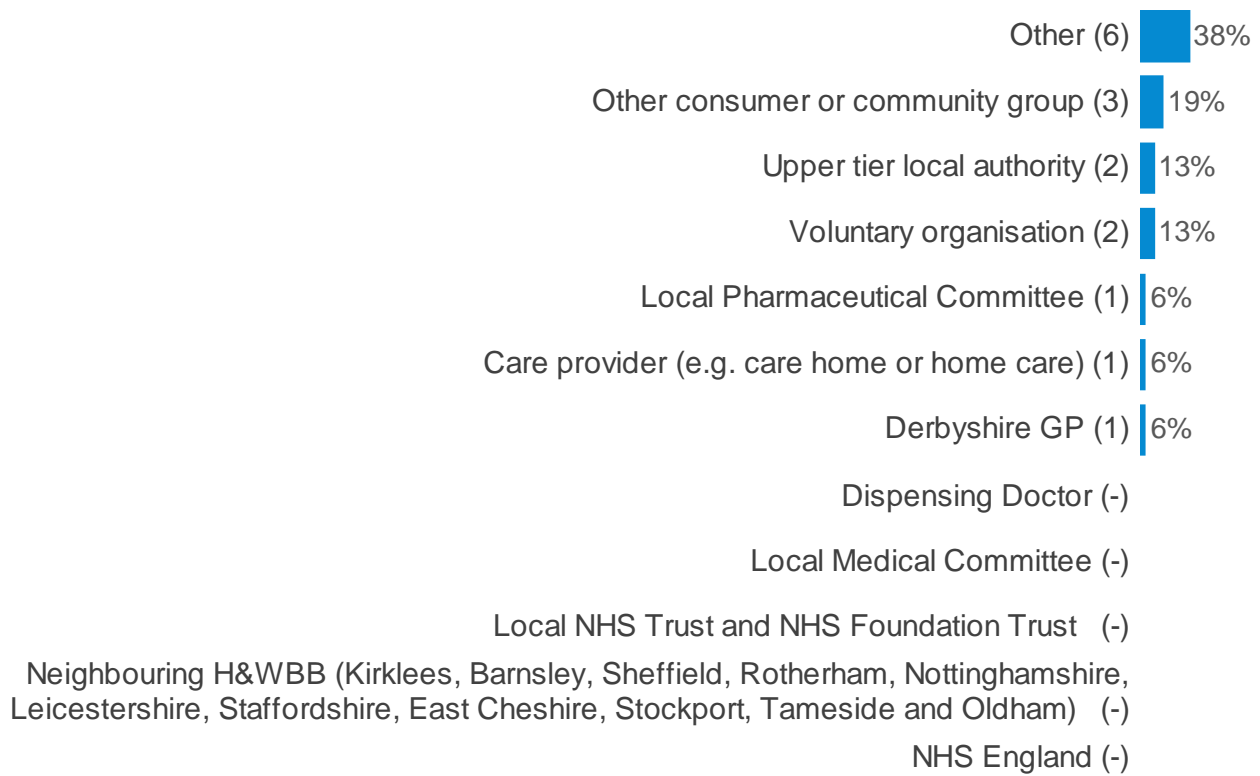 Other (6) 38%
Other consumer or community group (3) 19%
Upper tier local authority (2) 13%
Voluntary organisation (2) 13%
Local Pharmaceutical Committee (1) 6%
Care provider (e.g. care home or home care) (1) 6%
Derbyshire GP (1) 6%
Dispensing Doctor (-)
Local Medical Committee (-)
Local NHS Trust and NHS Foundation Trust (-)
Neighbouring H&WBB (Kirklees, Barnsley, Sheffield, Rotherham, Nottinghamshire,
Leicestershire, Staffordshire, East Cheshire, Stockport, Tameside and Oldham) (-)
NHS England (-)